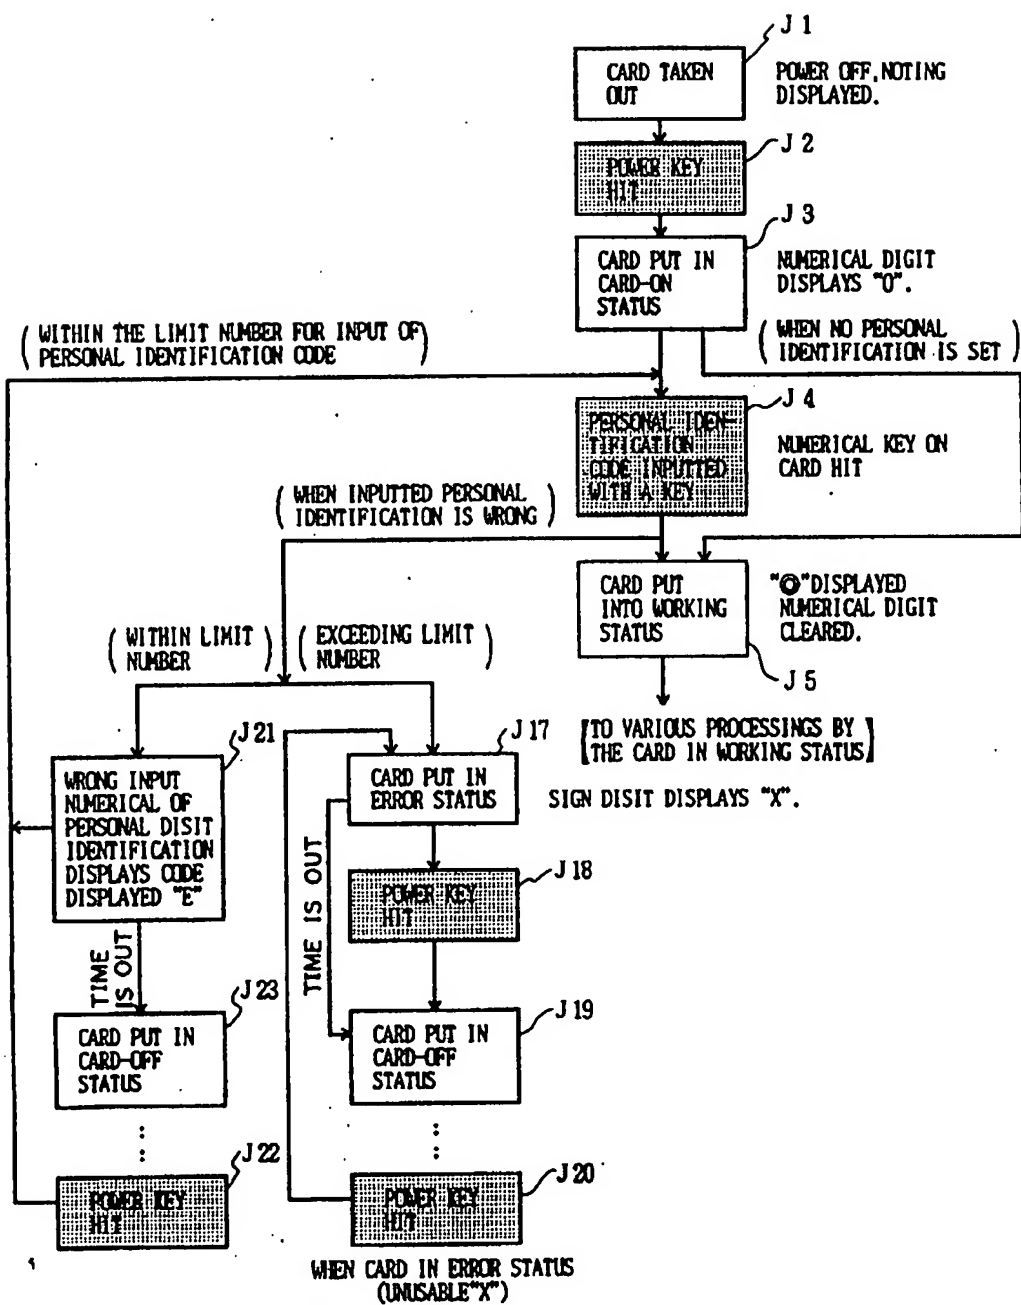 J 1
CARD TAKEN
OUT
POWER OFF, NOTING
DISPLAYED.
J 2
POWER KEY
HIT
J 3
CARD PUT IN
CARD-ON
STATUS
NUMERICAL DIGIT
DISPLAYS "0".
(WITHIN THE LIMIT NUMBER FOR INPUT OF
PERSONAL IDENTIFICATION CODE)
(WHEN NO PERSONAL
IDENTIFICATION IS SET)
J 4
PERSONAL IDEN-
TIFICATION
CODE INPUTTED
WITH A KEY
NUMERICAL KEY ON
CARD HIT
(WHEN INPUTTED PERSONAL
IDENTIFICATION IS WRONG)
CARD PUT
INTO WORKING
STATUS
"◎"DISPLAYED
NUMERICAL DIGIT
CLEARED.
J 5
(WITHIN LIMIT
NUMBER)
(EXCEEDING LIMIT
NUMBER)
[TO VARIOUS PROCESSINGS BY
THE CARD IN WORKING STATUS]
J 21
WRONG INPUT
NUMERICAL OF
PERSONAL DISIT
IDENTIFICATION
DISPLAYS CODE
DISPLAYED "E"
J 17
CARD PUT IN
ERROR STATUS
SIGN DISIT DISPLAYS "X".
TIME IS OUT
J 18
POWER KEY
HIT
TIME
IS OUT
J 23
CARD PUT IN
CARD-OFF
STATUS
J 19
CARD PUT IN
CARD-OFF
STATUS
J 22
POWER KEY
HIT
J 20
POWER KEY
HIT
WHEN CARD IN ERROR STATUS
(UNUSABLE"X")